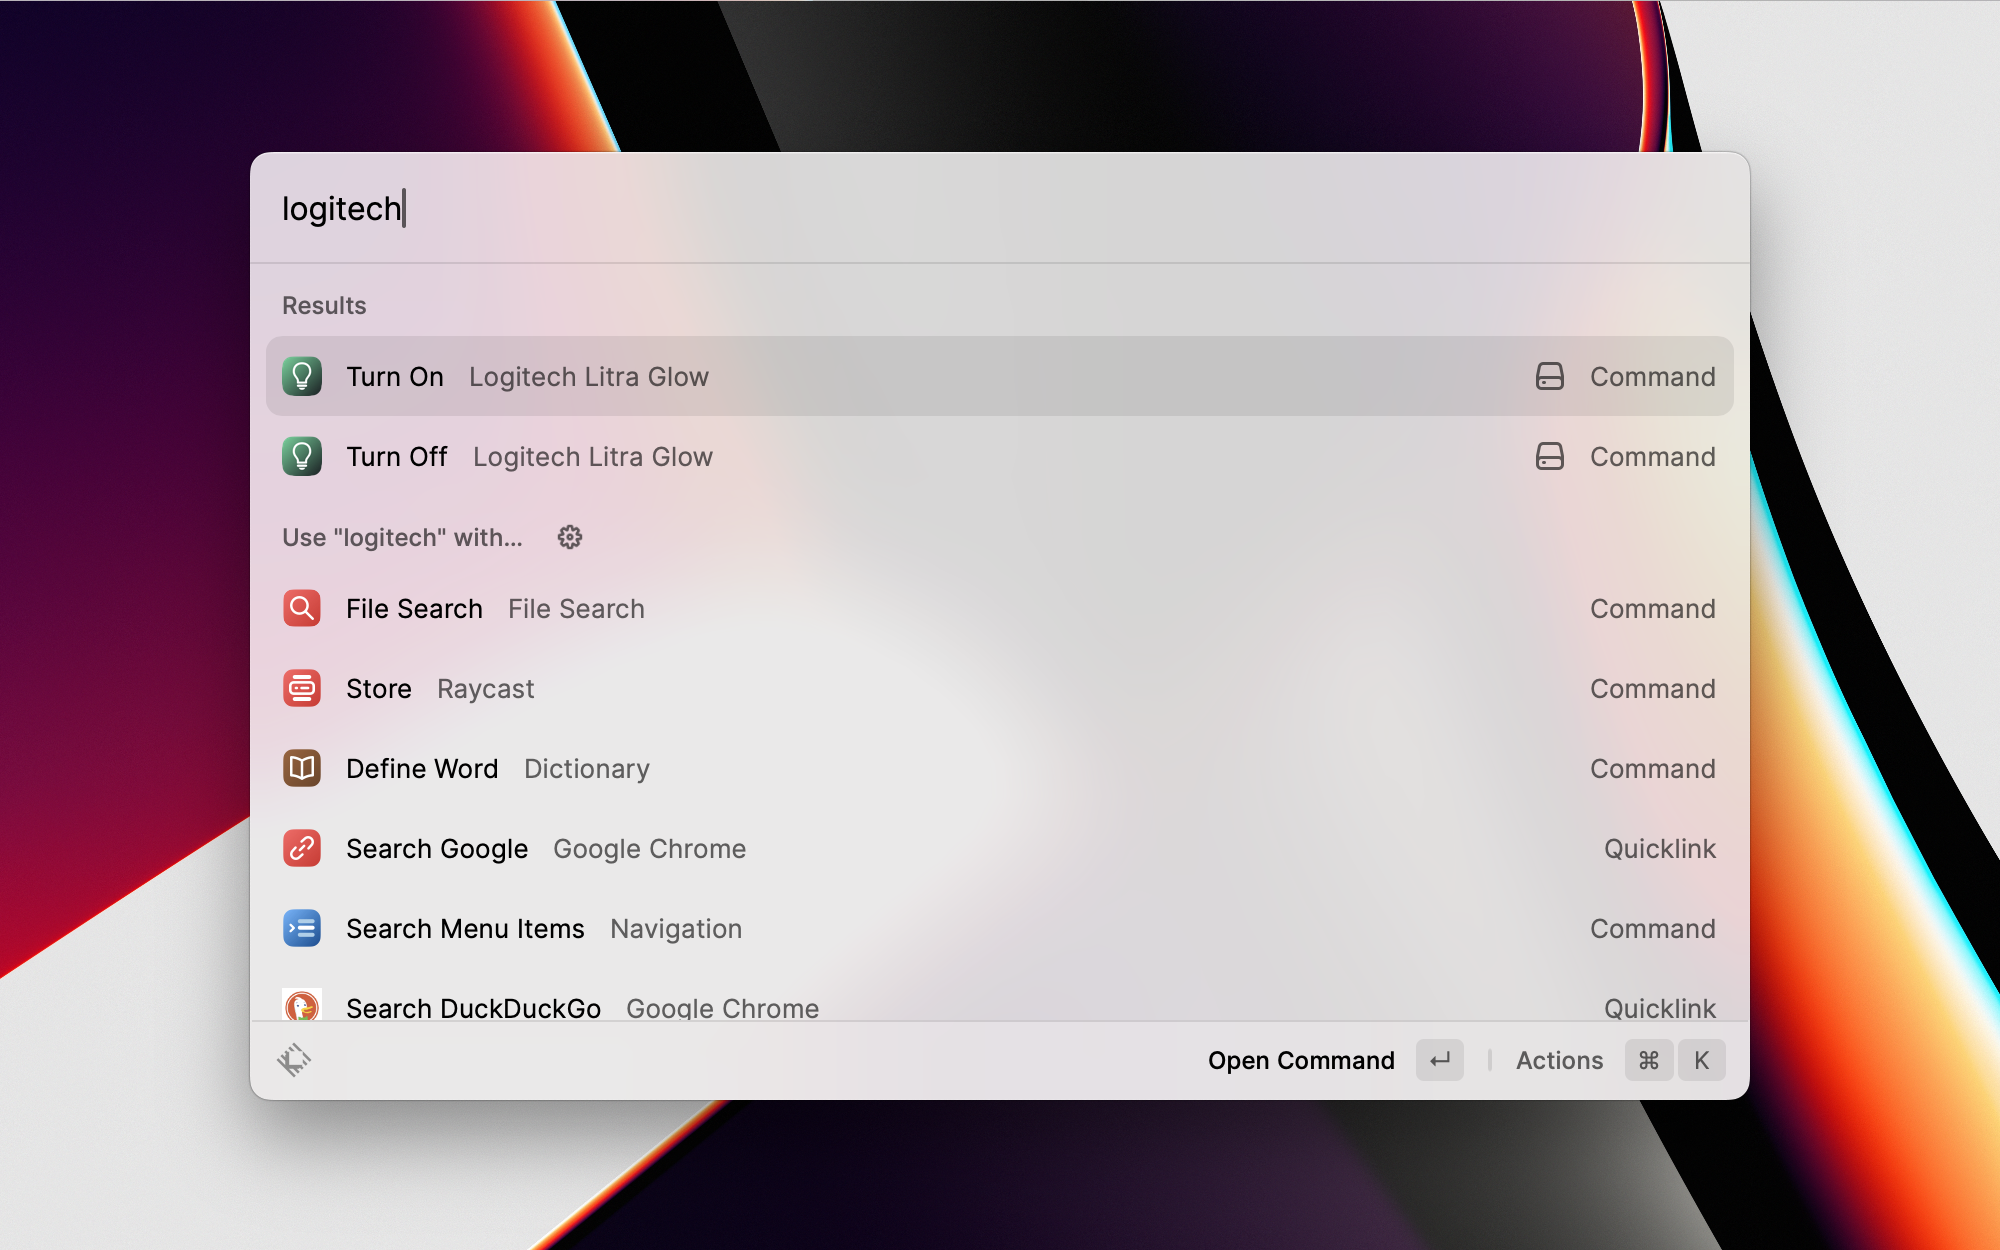 logitech
Results
Turn On Logitech Litra Glow Command
Turn Off Logitech Litra Glow Command
Use "logitech" with...
File Search File Search Command
Store Raycast Command
Define Word Dictionary Command
Search Google Google Chrome Quicklink
Search Menu Items Navigation Command
Search DuckDuckGo Google Chrome Quicklink
Open Command ↵ Actions ⌘ K